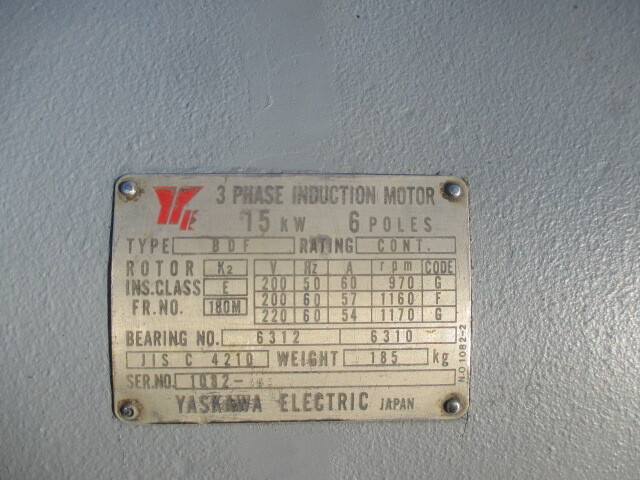 3 PHASE INDUCTION MOTOR
15 KW 6 POLES
TYPE BDF RATING CONT.
ROTOR K2 V Hz A rpm CODE
INS.CLASS E 200 50 60 970 G
FR.NO. 180M 200 60 57 1160 F
220 60 54 1170 G
BEARING NO. 6312 6310
JIS C 4210 WEIGHT 185 kg
SER.NO. 1082-
YASKAWA ELECTRIC JAPAN
N.O 1082-2